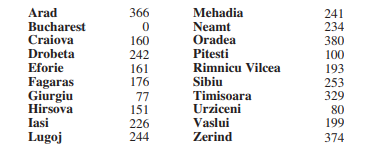 Arad 366 Mehadia 241
Bucharest 0 Neamt 234
Craiova 160 Oradea 380
Drobeta 242 Pitesti 100
Eforie 161 Rimnicu Vilcea 193
Fagaras 176 Sibiu 253
Giurgiu 77 Timisoara 329
Hirsova 151 Urziceni 80
Iasi 226 Vaslui 199
Lugoj 244 Zerind 374